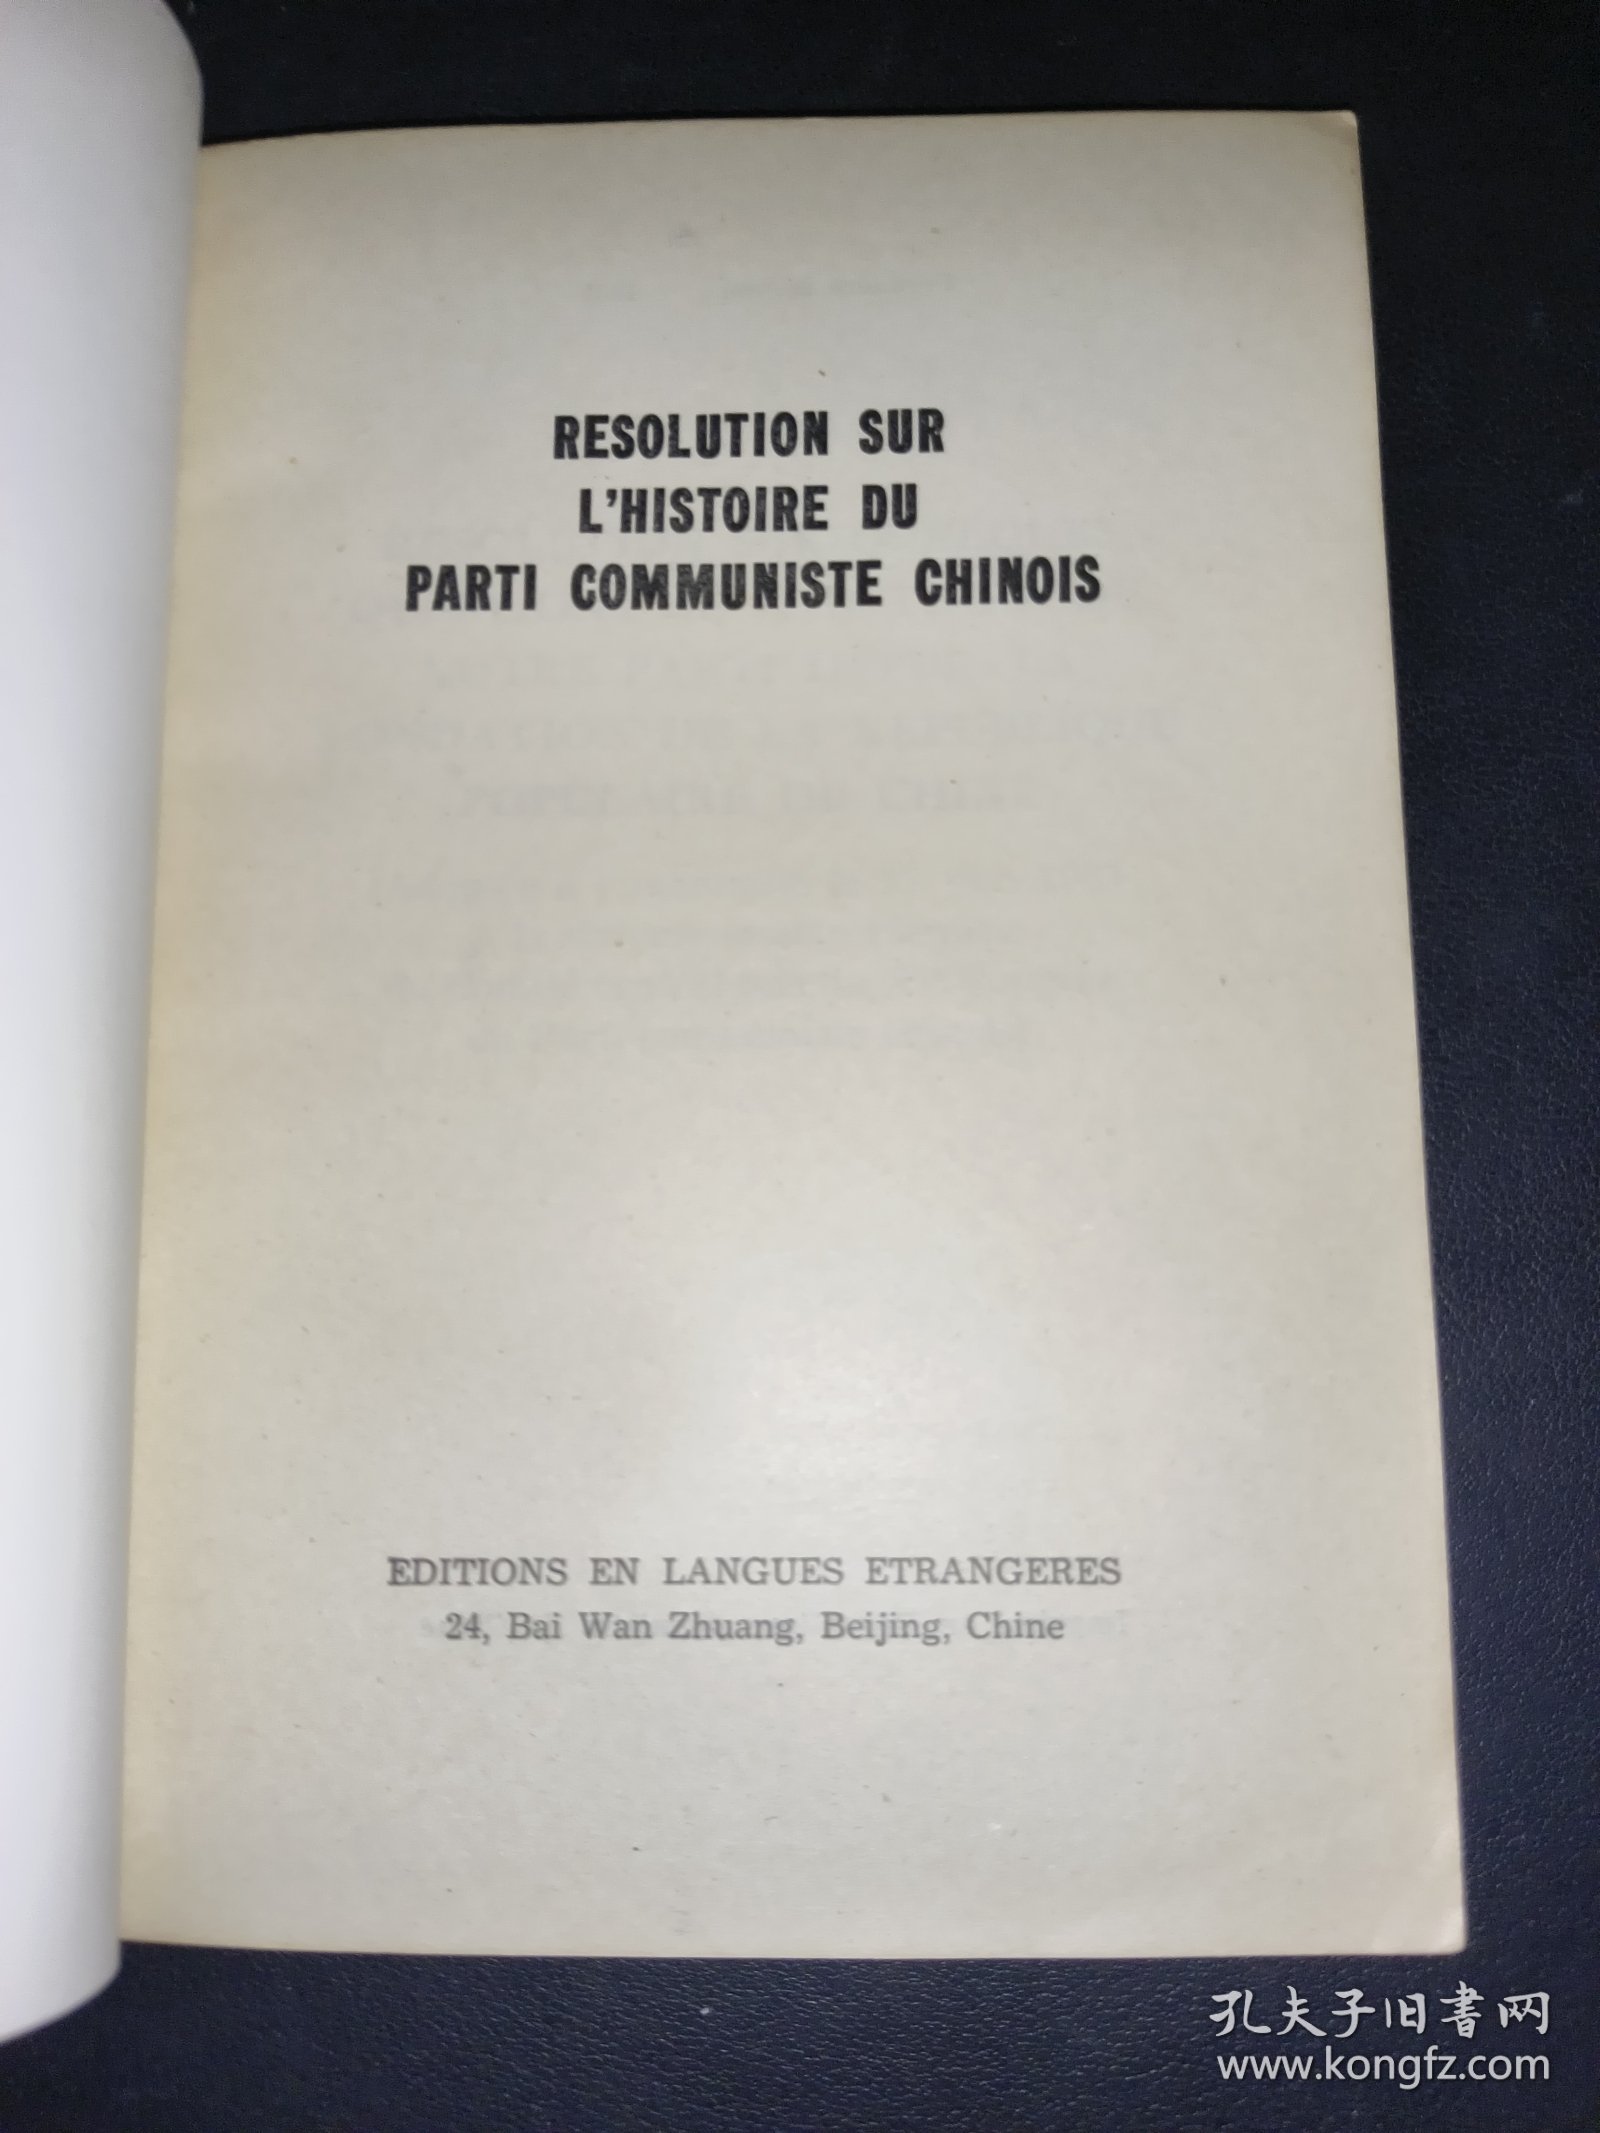 RESOLUTION SUR
L'HISTOIRE DU
PARTI COMMUNISTE CHINOIS
EDITIONS EN LANGUES ETRANGERES
24, Bai Wan Zhuang, Beijing, Chine
孔夫子旧書网
www.kongfz.com